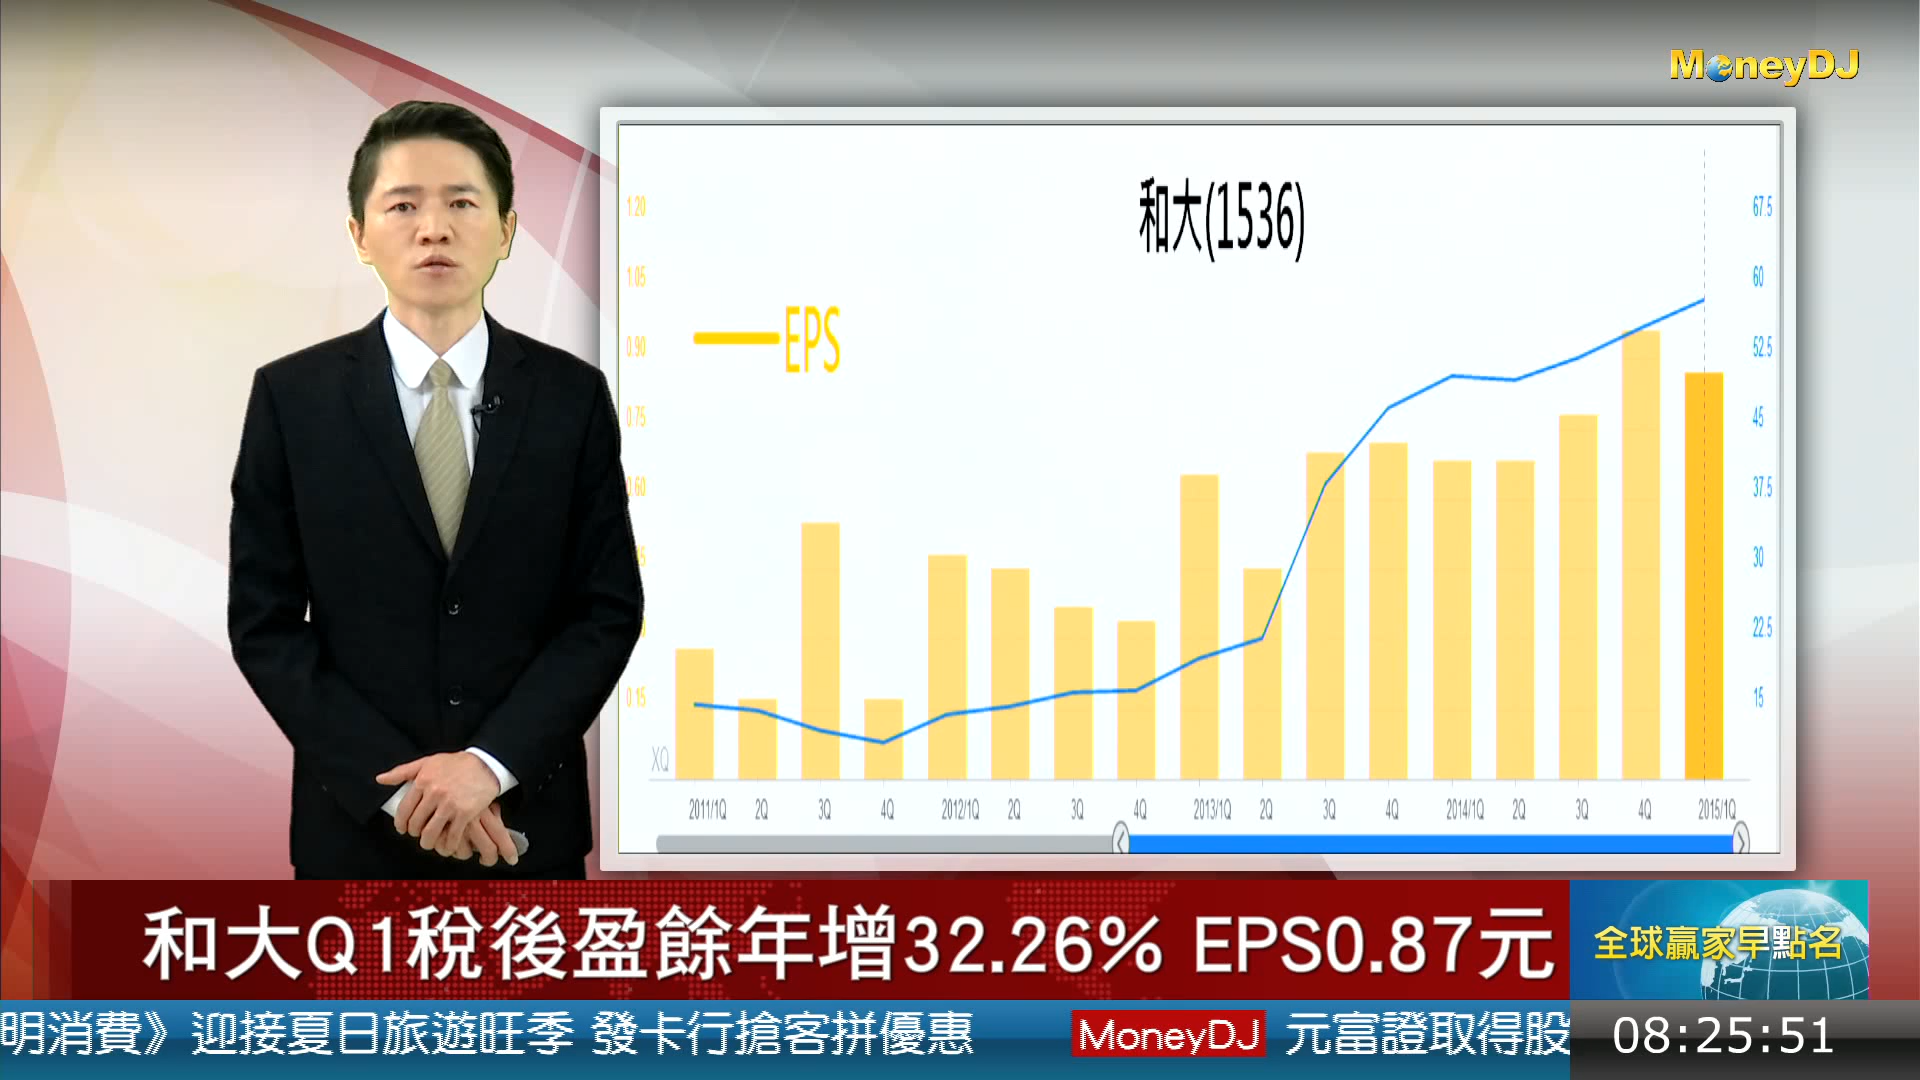 MoneyDJ
和大(1536)
EPS
1.20
1.05
0.90
0.75
0.60
0.15
67.5
60
52.5
45
37.5
30
22.5
15
XQ
2011/1Q 2Q 3Q 4Q 2012/1Q 2Q 3Q 4Q 2013/1Q 2Q 3Q 4Q 2014/1Q 2Q 3Q 4Q 2015/1Q
和大Q1稅後盈餘年增32.26% EPS0.87元
全球贏家早點名
明消費》迎接夏日旅遊旺季 發卡行搶客拼優惠 MoneyDJ 元富證取得股
08:25:51